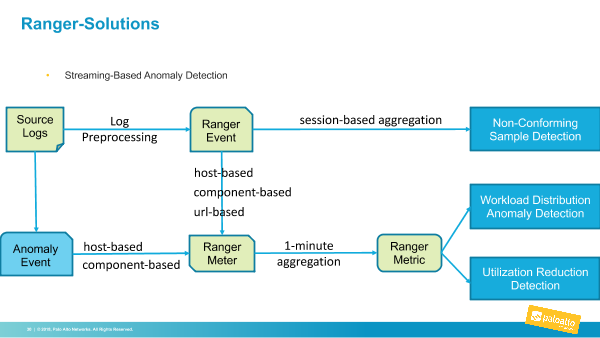 Ranger-Solutions
• Streaming-Based Anomaly Detection
Source
Logs
Log
Preprocessing
Ranger
Event
session-based aggregation
Non-Conforming
Sample Detection
host-based
component-based
url-based
Workload Distribution
Anomaly Detection
Anomaly
Event
host-based
component-based
Ranger
Meter
1-minute
aggregation
Ranger
Metric
Utilization Reduction
Detection
paloalto
| © 2016, Palo Alto Networks. All Rights Reserved.